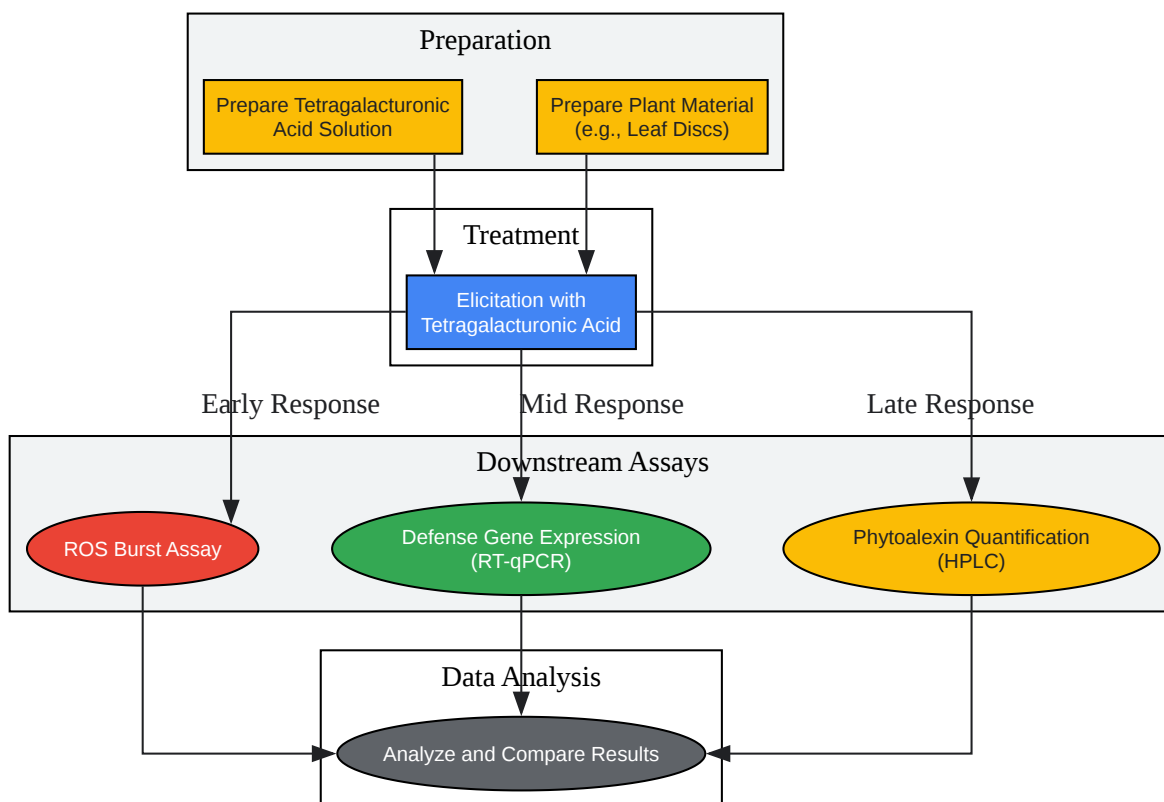 Preparation
Prepare Tetragalacturonic
Acid Solution
Prepare Plant Material
(e.g., Leaf Discs)
Treatment
Elicitation with
Tetragalacturonic Acid
Early Response
Mid Response
Late Response
Downstream Assays
ROS Burst Assay
Defense Gene Expression
(RT-qPCR)
Phytoalexin Quantification
(HPLC)
Data Analysis
Analyze and Compare Results